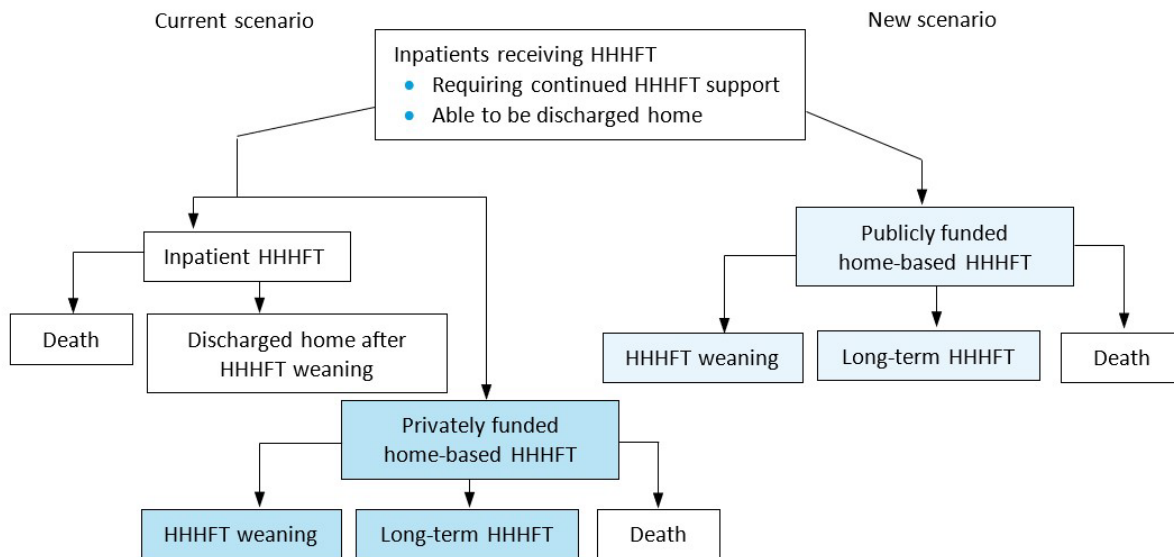 Current scenario
New scenario
Inpatients receiving HHHFT
• Requiring continued HHHFT support
• Able to be discharged home
Inpatient HHHFT
Death
Discharged home after
HHHFT weaning
Privately funded
home-based HHHFT
HHHFT weaning
Long-term HHHFT
Death
Publicly funded
home-based HHHFT
HHHFT weaning
Long-term HHHFT
Death